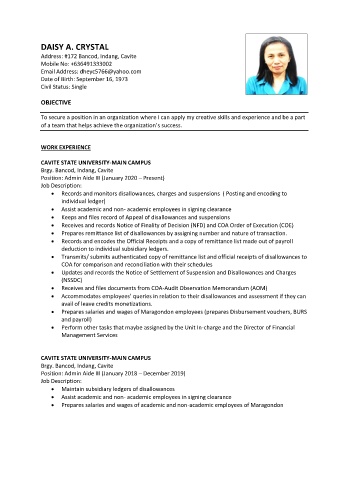 DAISY A. CRYSTAL
Address: #172 Bancod, Indang, Cavite
Mobile No: +636491333002
Email Address: dheyc5766@yahoo.com
Date of Birth: September 16, 1973
Civil Status: Single
OBJECTIVE
To secure a position in an organization where I can apply my creative skills and experience and be a part
of a team that helps achieve the organization's success.
WORK EXPERIENCE
CAVITE STATE UNIVERSITY-MAIN CAMPUS
Brgy. Bancod, Indang, Cavite
Position: Admin Aide III (January 2020 – Present)
Job Description:
• Records and monitors disallowances, charges and suspensions ( Posting and encoding to
individual ledger)
• Assist academic and non- academic employees in signing clearance
• Keeps and files record of Appeal of disallowances and suspensions
• Receives and records Notice of Finality of Decision (NFD) and COA Order of Execution (COE)
• Prepares remittance list of disallowances by assigning number and nature of transaction.
• Records and encodes the Official Receipts and a copy of remittance list made out of payroll
deduction to individual subsidiary ledgers.
• Transmits/ submits authenticated copy of remittance list and official receipts of disallowances to
COA for comparison and reconciliation with their schedules
• Updates and records the Notice of Settlement of Suspension and Disallowances and Charges
(NSSDC)
• Receives and files documents from COA-Audit Observation Memorandum (AOM)
• Accommodates employees' queries in relation to their disallowances and assessment if they can
avail of leave credits monetizations.
• Prepares salaries and wages of Maragondon employees (prepares Disbursement vouchers, BURS
and payroll)
• Perform other tasks that maybe assigned by the Unit In-charge and the Director of Financial
Management Services
CAVITE STATE UNIVERSITY-MAIN CAMPUS
Brgy. Bancod, Indang, Cavite
Position: Admin Aide III (January 2018 – December 2019)
Job Description:
• Maintain subsidiary ledgers of disallowances
• Assist academic and non- academic employees in signing clearance
• Prepares salaries and wages of academic and non-academic employees of Maragondon